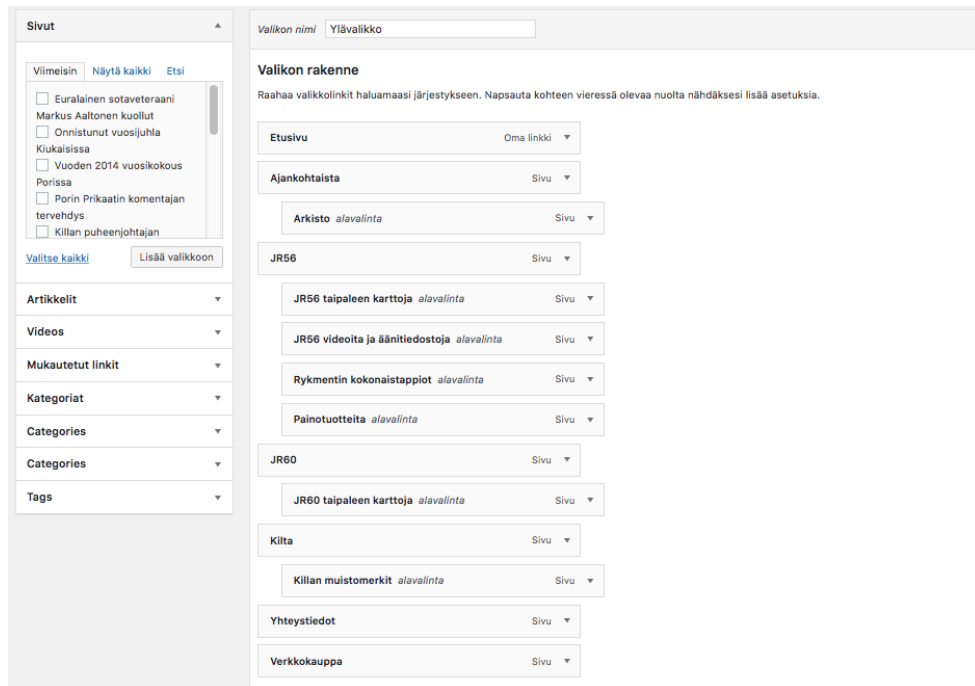 Sivut
Viimeisin Näytä kaikki Etsi
Euralainen sotaveteraani
Markus Aaltonen kuollut
Onnistunut vuosijuhla
Kiukaisissa
Vuoden 2014 vuosikokous
Porissa
Porin Prikaatin komentajan
tervehdys
Killan puheenjohtajan
Valitse kaikki Lisää valikkoon
Artikkelit
Videos
Mukautetut linkit
Kategoriat
Categories
Categories
Tags
Valikon nimi Ylävalikko
Valikon rakenne
Raahaa valikkolinkit haluamaasi järjestykseen. Napsauta kohteen vieressä olevaa nuolta nähdäksesi lisää asetuksia.
Etusivu Oma linkki
Ajankohtaista Sivu
Arkisto alavalinta Sivu
JR56 Sivu
JR56 taipaleen karttoja alavalinta Sivu
JR56 videoita ja äänitiedostoja alavalinta Sivu
Rykmentin kokonaistappiot alavalinta Sivu
Painotuotteita alavalinta Sivu
JR60 Sivu
JR60 taipaleen karttoja alavalinta Sivu
Kilta Sivu
Killan muistomerkit alavalinta Sivu
Yhteystiedot Sivu
Verkkokauppa Sivu